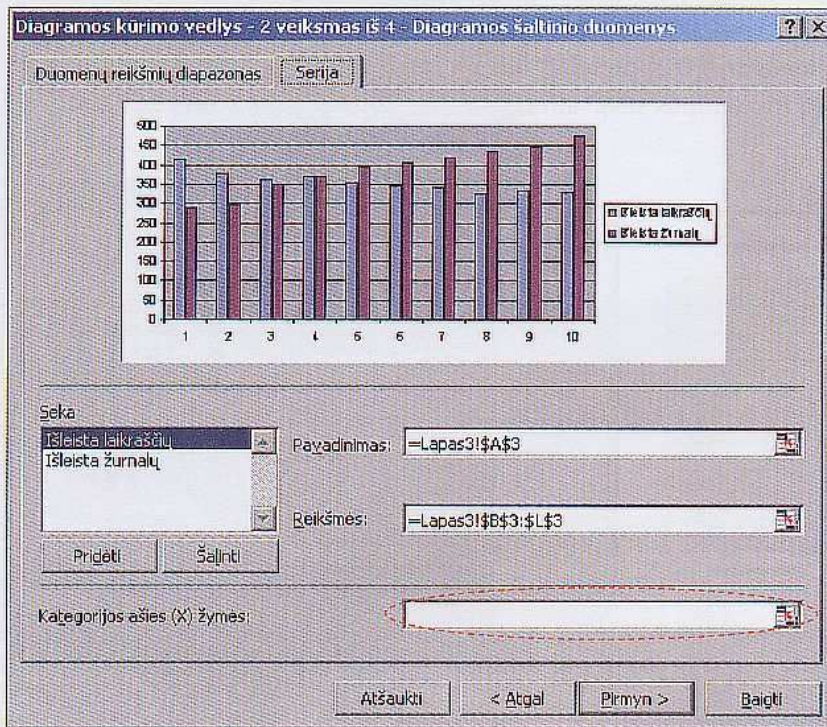 Diagramos kūrimo vedlys - 2 veiksmas iš 4 - Diagramos šaltinio duomenys
Duomenų reikšmių diapazonas
Serija
500
450
400
350
300
250
200
150
100
50
0
1 2 3 4 5 6 7 8 9 10
Išleista laikraščių
Išleista žurnalų
Seka
Išleista laikraščių
Išleista žurnalų
Pavadinimas: =Lapas3!$A$3
Reikšmės: =Lapas3!$B$3:$L$3
Pridėti Šalinti
Kategorijos ašies (X) žymės:
Atšaukti < Atgal Pirmyn > Baigti